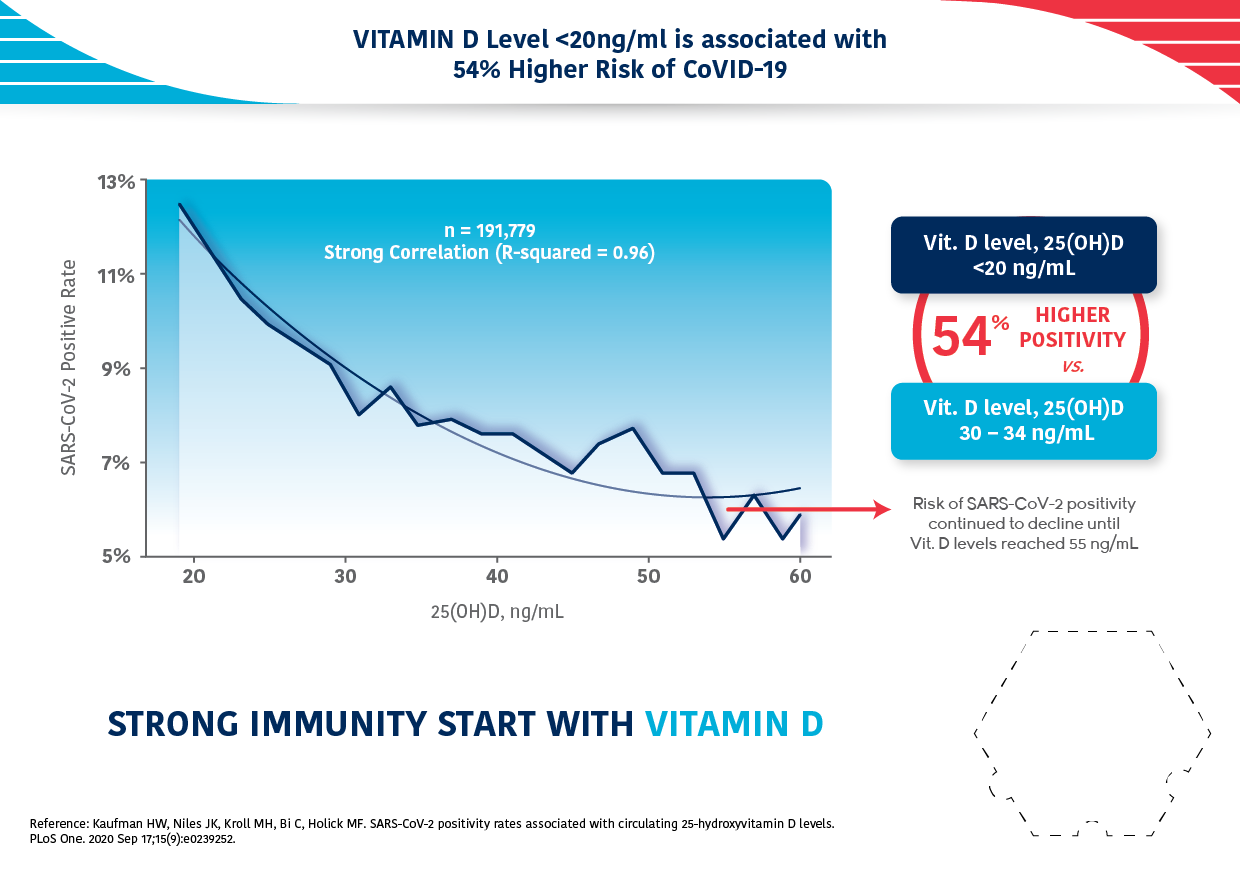 VITAMIN D Level <20ng/ml is associated with
54% Higher Risk of CoVID-19
13%
11%
9%
7%
5%
SARS-CoV-2 Positive Rate
n = 191,779
Strong Correlation (R-squared = 0.96)
20
30
40
50
60
25(OH)D, ng/mL
Vit. D level, 25(OH)D
<20 ng/mL
54% HIGHER
POSITIVITY
VS.
Vit. D level, 25(OH)D
30 – 34 ng/mL
Risk of SARS-CoV-2 positivity
continued to decline until
Vit. D levels reached 55 ng/mL
STRONG IMMUNITY START WITH VITAMIN D
Reference: Kaufman HW, Niles JK, Kroll MH, Bi C, Holick MF. SARS-CoV-2 positivity rates associated with circulating 25-hydroxyvitamin D levels.
PLoS One. 2020 Sep 17;15(9):e0239252.